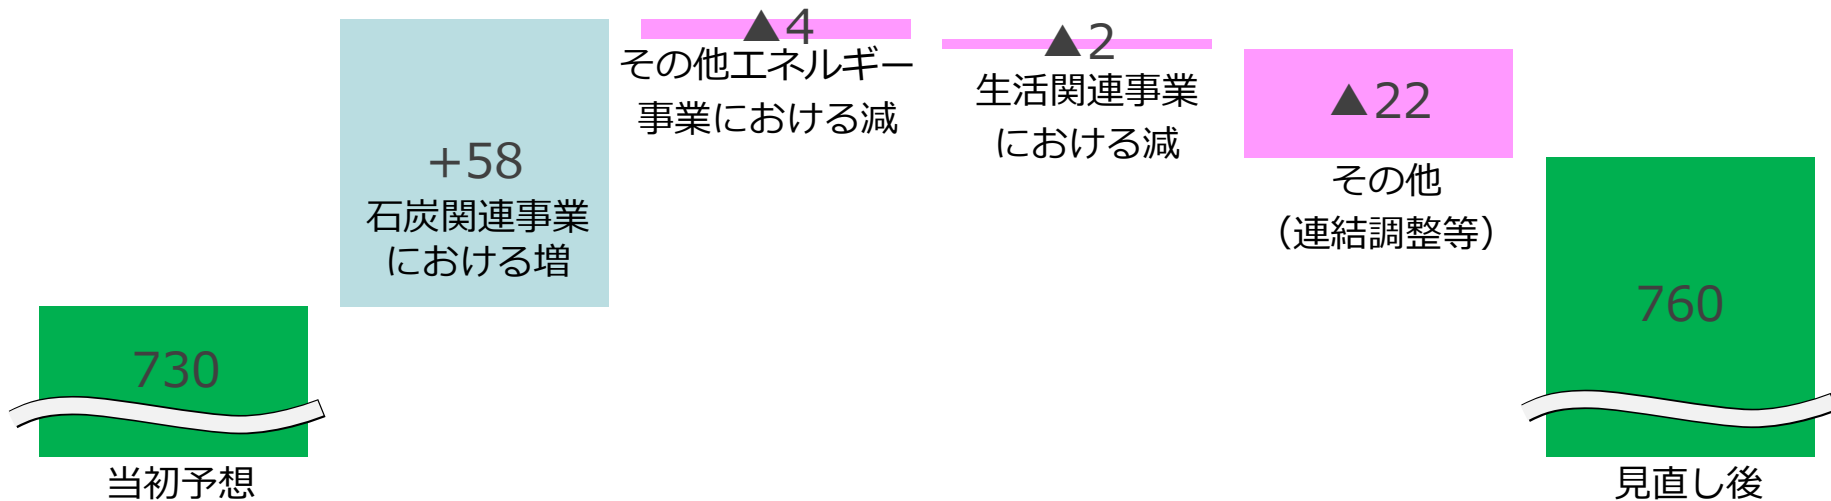 730
当初予想
+58
石炭関連事業
における増
▲4
その他エネルギー
事業における減
▲2
生活関連事業
における減
▲22
その他
（連結調整等）
760
見直し後